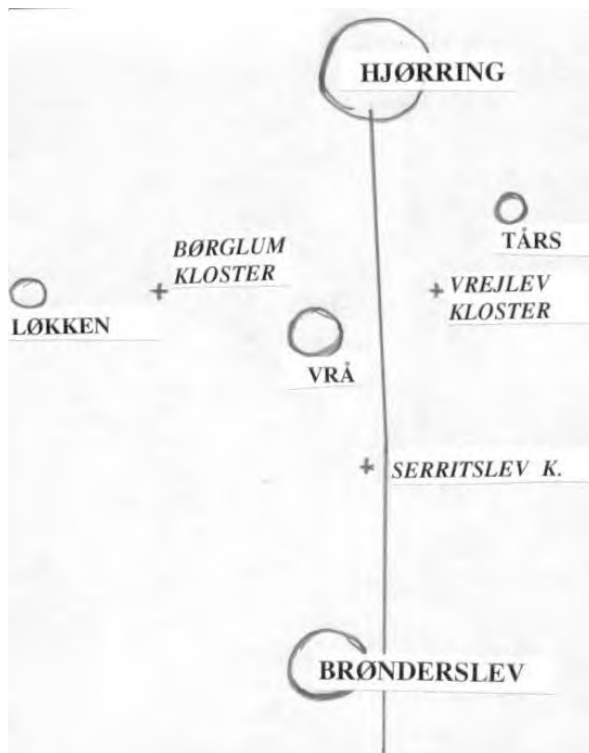 HJØRRING
TÅRS
BØRGLUM
KLOSTER
VREJLEV
KLOSTER
LØKKEN
VRÅ
SERRITSLEV K.
BRØNDERSLEV